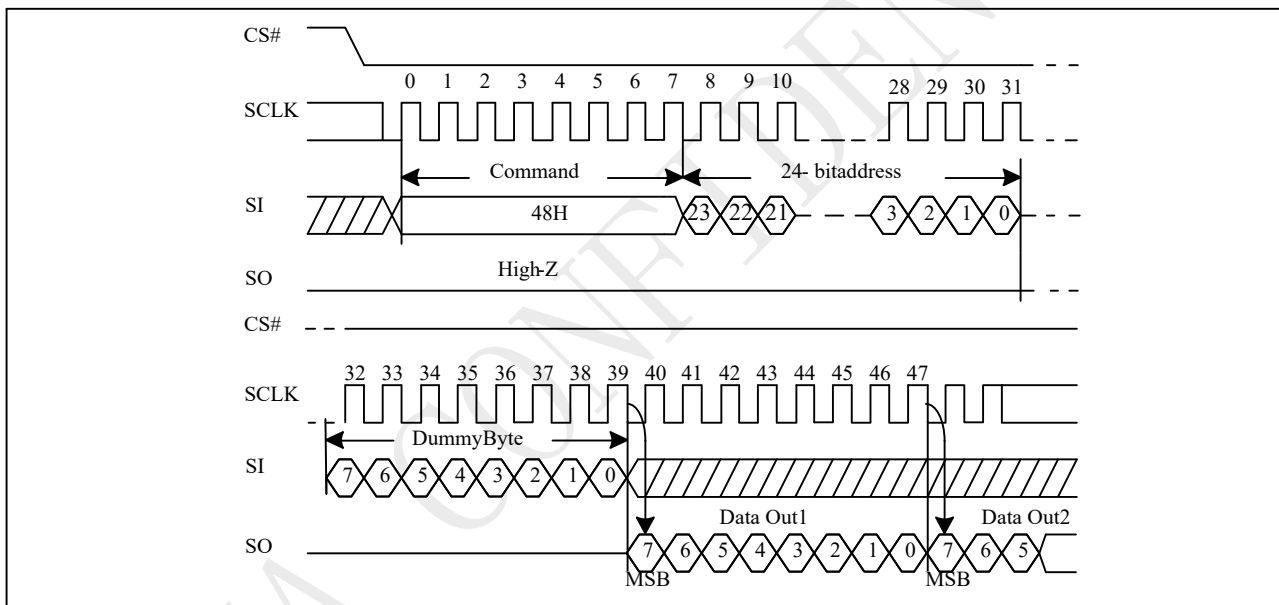 CS#
0 1 2 3 4 5 6 7 8 9 10 28 29 30 31
SCLK
Command 24- bitaddress
SI 48H 23 22 21 3 2 1 0
High-Z
SO
CS#
32 33 34 35 36 37 38 39 40 41 42 43 44 45 46 47
SCLK
DummyByte
SI 7 6 5 4 3 2 1 0
Data Out1 Data Out2
SO 7 6 5 4 3 2 1 0 7 6 5
MSB MSB
CONFIDEN